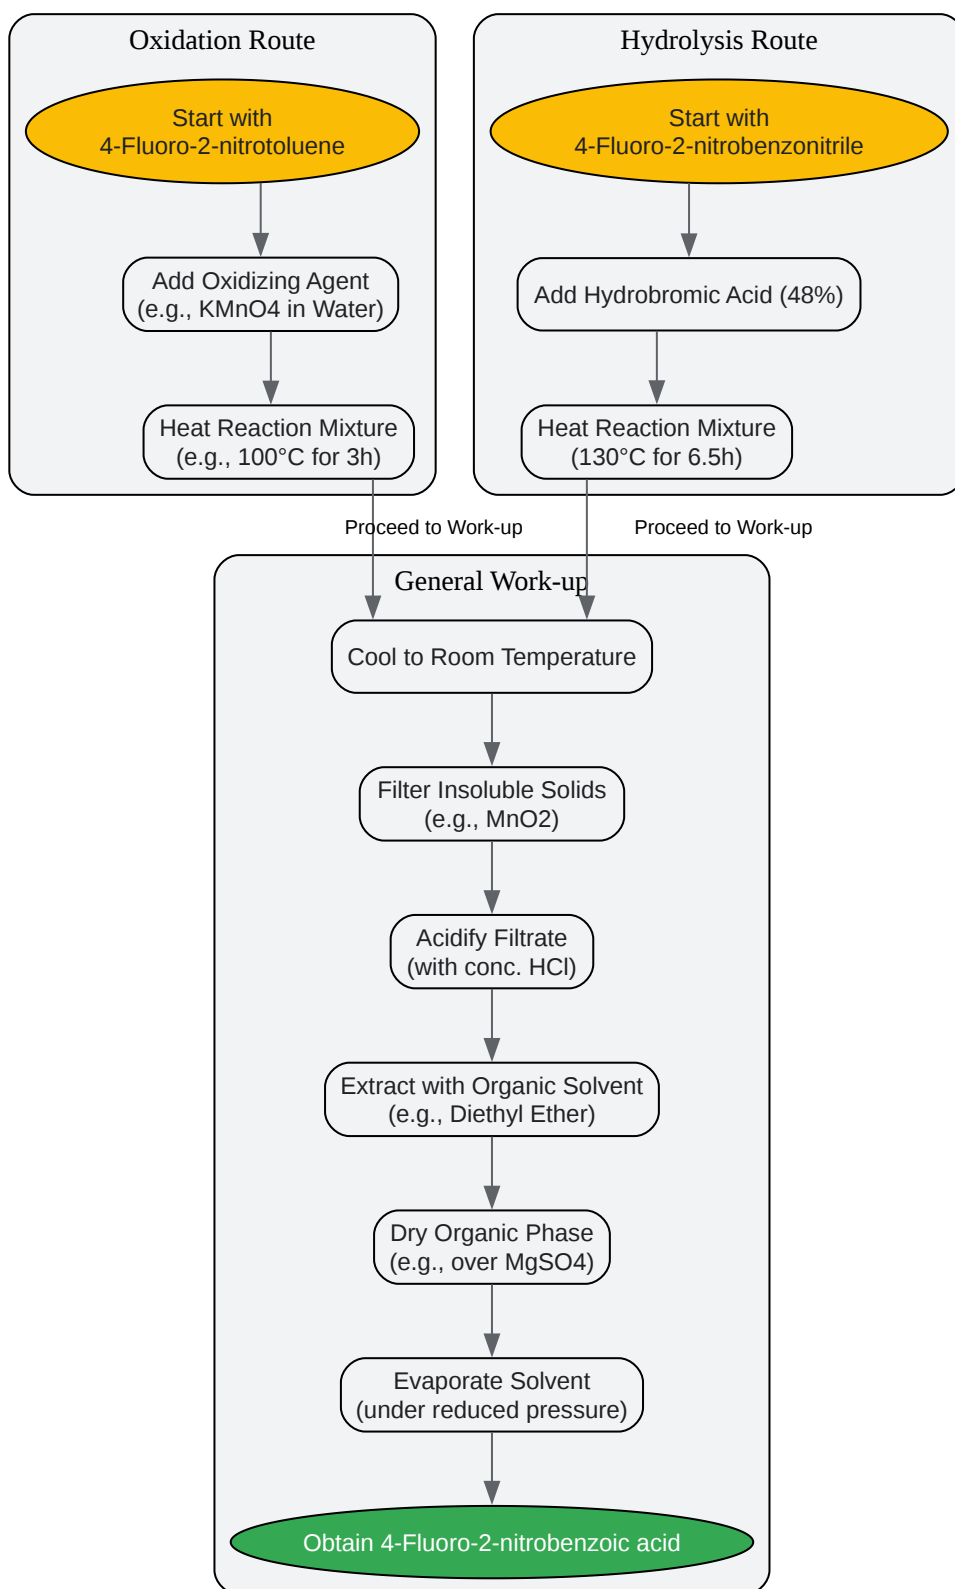 Oxidation Route
Start with
4-Fluoro-2-nitrotoluene
Add Oxidizing Agent
(e.g., KMnO4 in Water)
Heat Reaction Mixture
(e.g., 100°C for 3h)
Hydrolysis Route
Start with
4-Fluoro-2-nitrobenzonitrile
Add Hydrobromic Acid (48%)
Heat Reaction Mixture
(130°C for 6.5h)
Proceed to Work-up
Proceed to Work-up
General Work-up
Cool to Room Temperature
Filter Insoluble Solids
(e.g., MnO2)
Acidify Filtrate
(with conc. HCl)
Extract with Organic Solvent
(e.g., Diethyl Ether)
Dry Organic Phase
(e.g., over MgSO4)
Evaporate Solvent
(under reduced pressure)
Obtain 4-Fluoro-2-nitrobenzoic acid